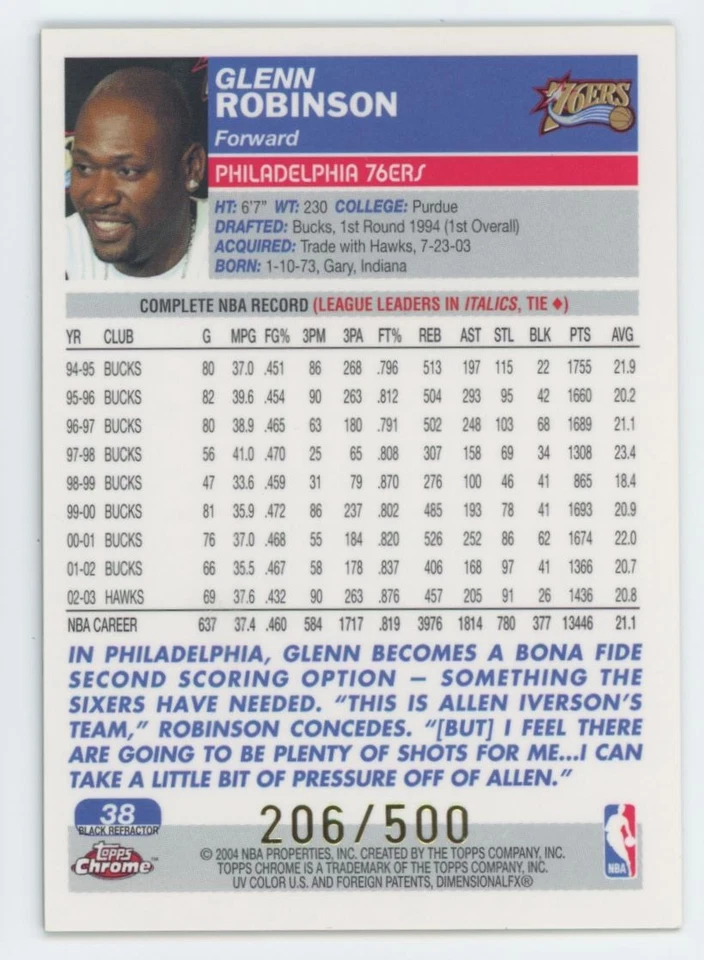 GLENN
ROBINSON
76ERS
Forward
PHILADELPHIA 76ERS
HT: 6'7" WT: 230 COLLEGE: Purdue
DRAFTED: Bucks, 1st Round 1994 (1st Overall)
ACQUIRED: Trade with Hawks, 7-23-03
BORN: 1-10-73, Gary, Indiana
COMPLETE NBA RECORD (LEAGUE LEADERS IN ITALICS, TIE ♦)
YR CLUB G MPG FG% 3PM 3PA FT% REB AST STL BLK PTS AVG
94-95 BUCKS 80 37.0 .451 86 268 .796 513 197 115 22 1755 21.9
95-96 BUCKS 82 39.6 .454 90 263 .812 504 293 95 42 1660 20.2
96-97 BUCKS 80 38.9 .465 63 180 .791 502 248 103 68 1689 21.1
97-98 BUCKS 56 41.0 .470 25 65 .808 307 158 69 34 1308 23.4
98-99 BUCKS 47 33.6 .459 31 79 .870 276 100 46 41 865 18.4
99-00 BUCKS 81 35.9 .472 86 237 .802 485 193 78 41 1693 20.9
00-01 BUCKS 76 37.0 .468 55 184 .820 526 252 86 62 1674 22.0
01-02 BUCKS 66 35.5 .467 58 178 .837 406 168 97 41 1366 20.7
02-03 HAWKS 69 37.6 .432 90 263 .876 457 205 91 26 1436 20.8
NBA CAREER 637 37.4 .460 584 1717 .819 3976 1814 780 377 13446 21.1
IN PHILADELPHIA, GLENN BECOMES A BONA FIDE
SECOND SCORING OPTION – SOMETHING THE
SIXERS HAVE NEEDED. "THIS IS ALLEN IVERSON'S
TEAM," ROBINSON CONCEDES. "[BUT] I FEEL THERE
ARE GOING TO BE PLENTY OF SHOTS FOR ME...I CAN
TAKE A LITTLE BIT OF PRESSURE OFF OF ALLEN."
38
BLACK REFRACTOR
206/500
Topps
Chrome™
© 2004 NBA PROPERTIES, INC. CREATED BY THE TOPPS COMPANY, INC.
TOPPS CHROME IS A TRADEMARK OF THE TOPPS COMPANY, INC.
UV COLOR U.S. AND FOREIGN PATENTS, DIMENSIONALFX®
NBA